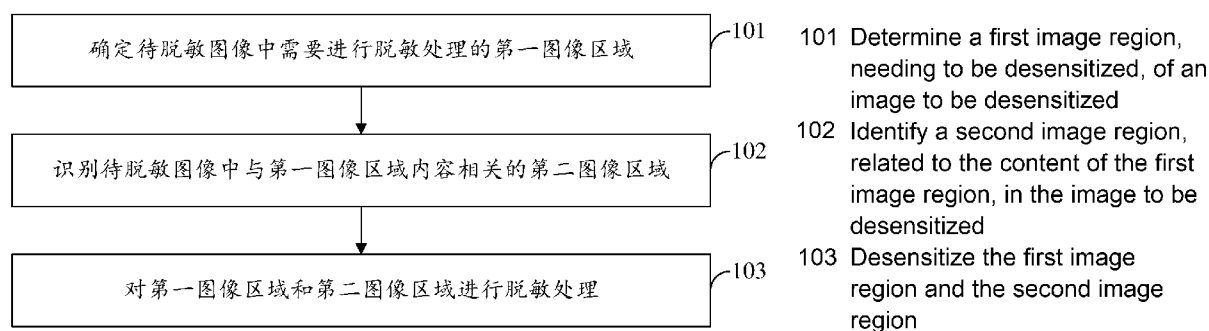 确定待脱敏图像中需要进行脱敏处理的第一图像区域
101
识别待脱敏图像中与第一图像区域内容相关的第二图像区域
102
对第一图像区域和第二图像区域进行脱敏处理
103
101 Determine a first image region,
needing to be desensitized, of an
image to be desensitized
102 Identify a second image region,
related to the content of the first
image region, in the image to be
desensitized
103 Desensitize the first image
region and the second image
region